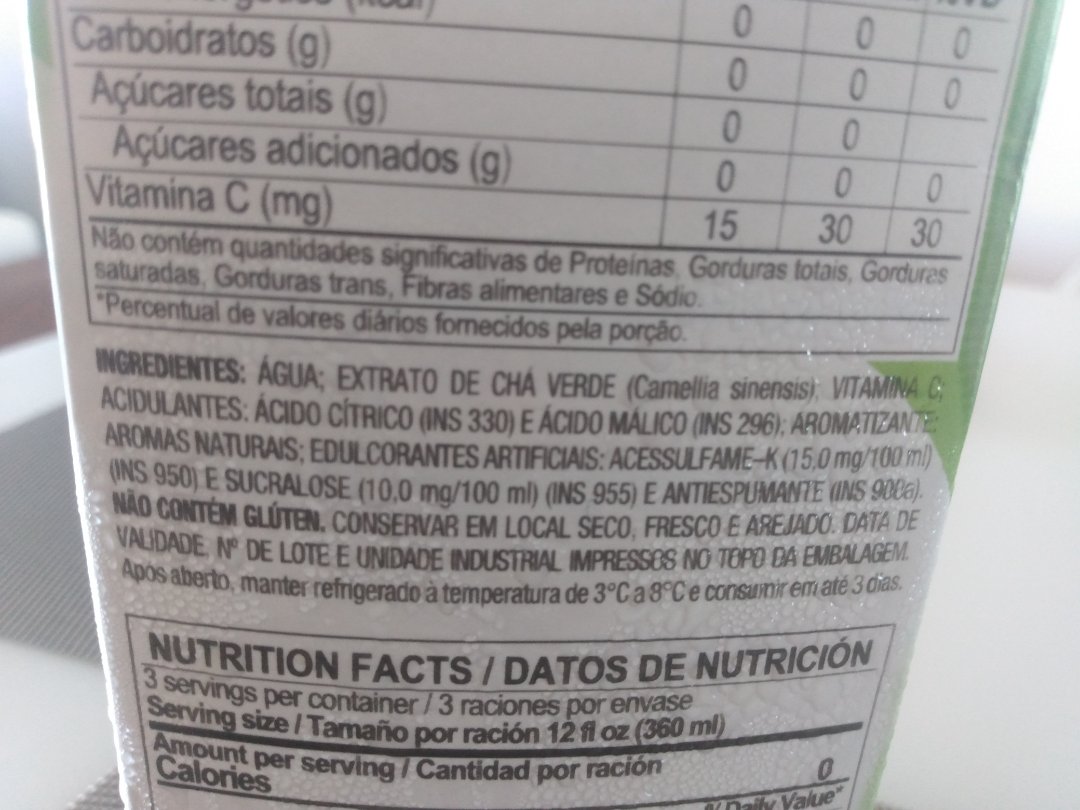 (kcal) 0 0 0
Carboidratos (g) 0 0 0
Açúcares totais (g) 0 0
Açúcares adicionados (g) 0 0 0
Vitamina C (mg) 15 30 30
Não contém quantidades significativas de Proteínas, Gorduras totais, Gorduras
saturadas, Gorduras trans, Fibras alimentares e Sódio.
*Percentual de valores diários fornecidos pela porção.
INGREDIENTES: ÁGUA; EXTRATO DE CHÁ VERDE (Camellia sinensis); VITAMINA C;
ACIDULANTES: ÁCIDO CÍTRICO (INS 330) E ÁCIDO MÁLICO (INS 296); AROMATIZANTE:
AROMAS NATURAIS; EDULCORANTES ARTIFICIAIS: ACESSULFAME-K (15,0 mg/100 ml)
(INS 950) E SUCRALOSE (10,0 mg/100 ml) (INS 955) E ANTIESPUMANTE (INS 900a).
NÃO CONTÉM GLÚTEN. CONSERVAR EM LOCAL SECO, FRESCO E AREJADO. DATA DE
VALIDADE, Nº DE LOTE E UNIDADE INDUSTRIAL IMPRESSOS NO TOPO DA EMBALAGEM.
Após aberto, manter refrigerado à temperatura de 3°C a 8°C e consumir em até 3 dias.
NUTRITION FACTS / DATOS DE NUTRICIÓN
3 servings per container / 3 raciones por envase
Serving size / Tamaño por ración 12 fl oz (360 ml)
Amount per serving / Cantidad por ración
Calories 0
% Daily Value*